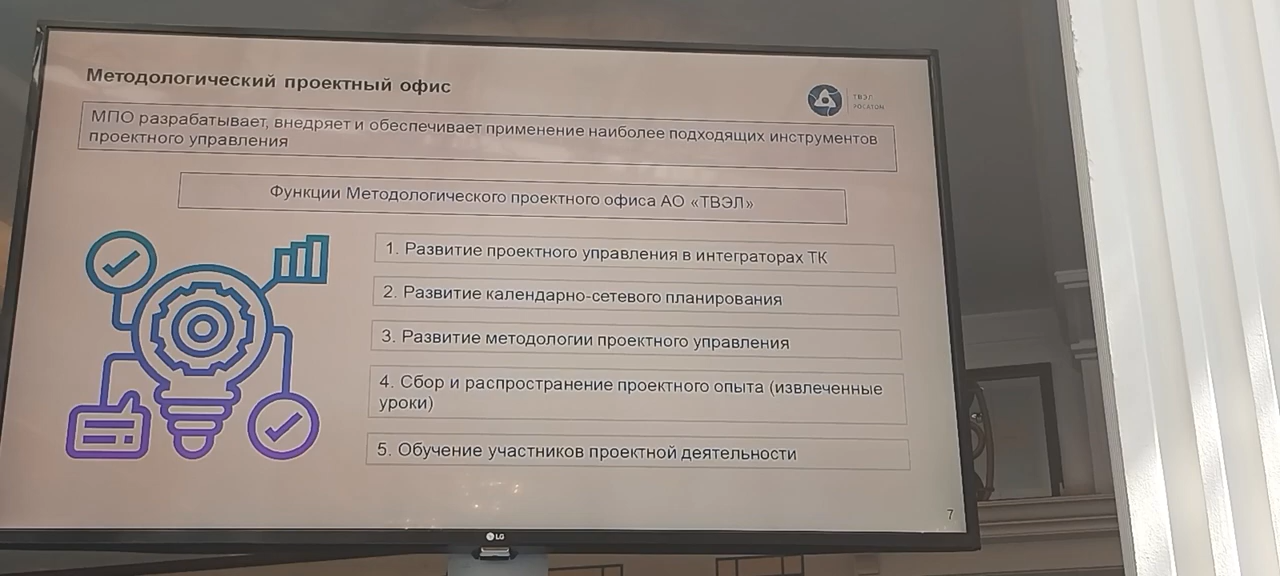 Методологический проектный офис
ТВЭЛ
РОСАТОМ
МПО разрабатывает, внедряет и обеспечивает применение наиболее подходящих инструментов
проектного управления
Функции Методологического проектного офиса АО «ТВЭЛ»
1. Развитие проектного управления в интеграторах ТК
2. Развитие календарно-сетевого планирования
3. Развитие методологии проектного управления
4. Сбор и распространение проектного опыта (извлеченные
уроки)
5. Обучение участников проектной деятельности
7
LG